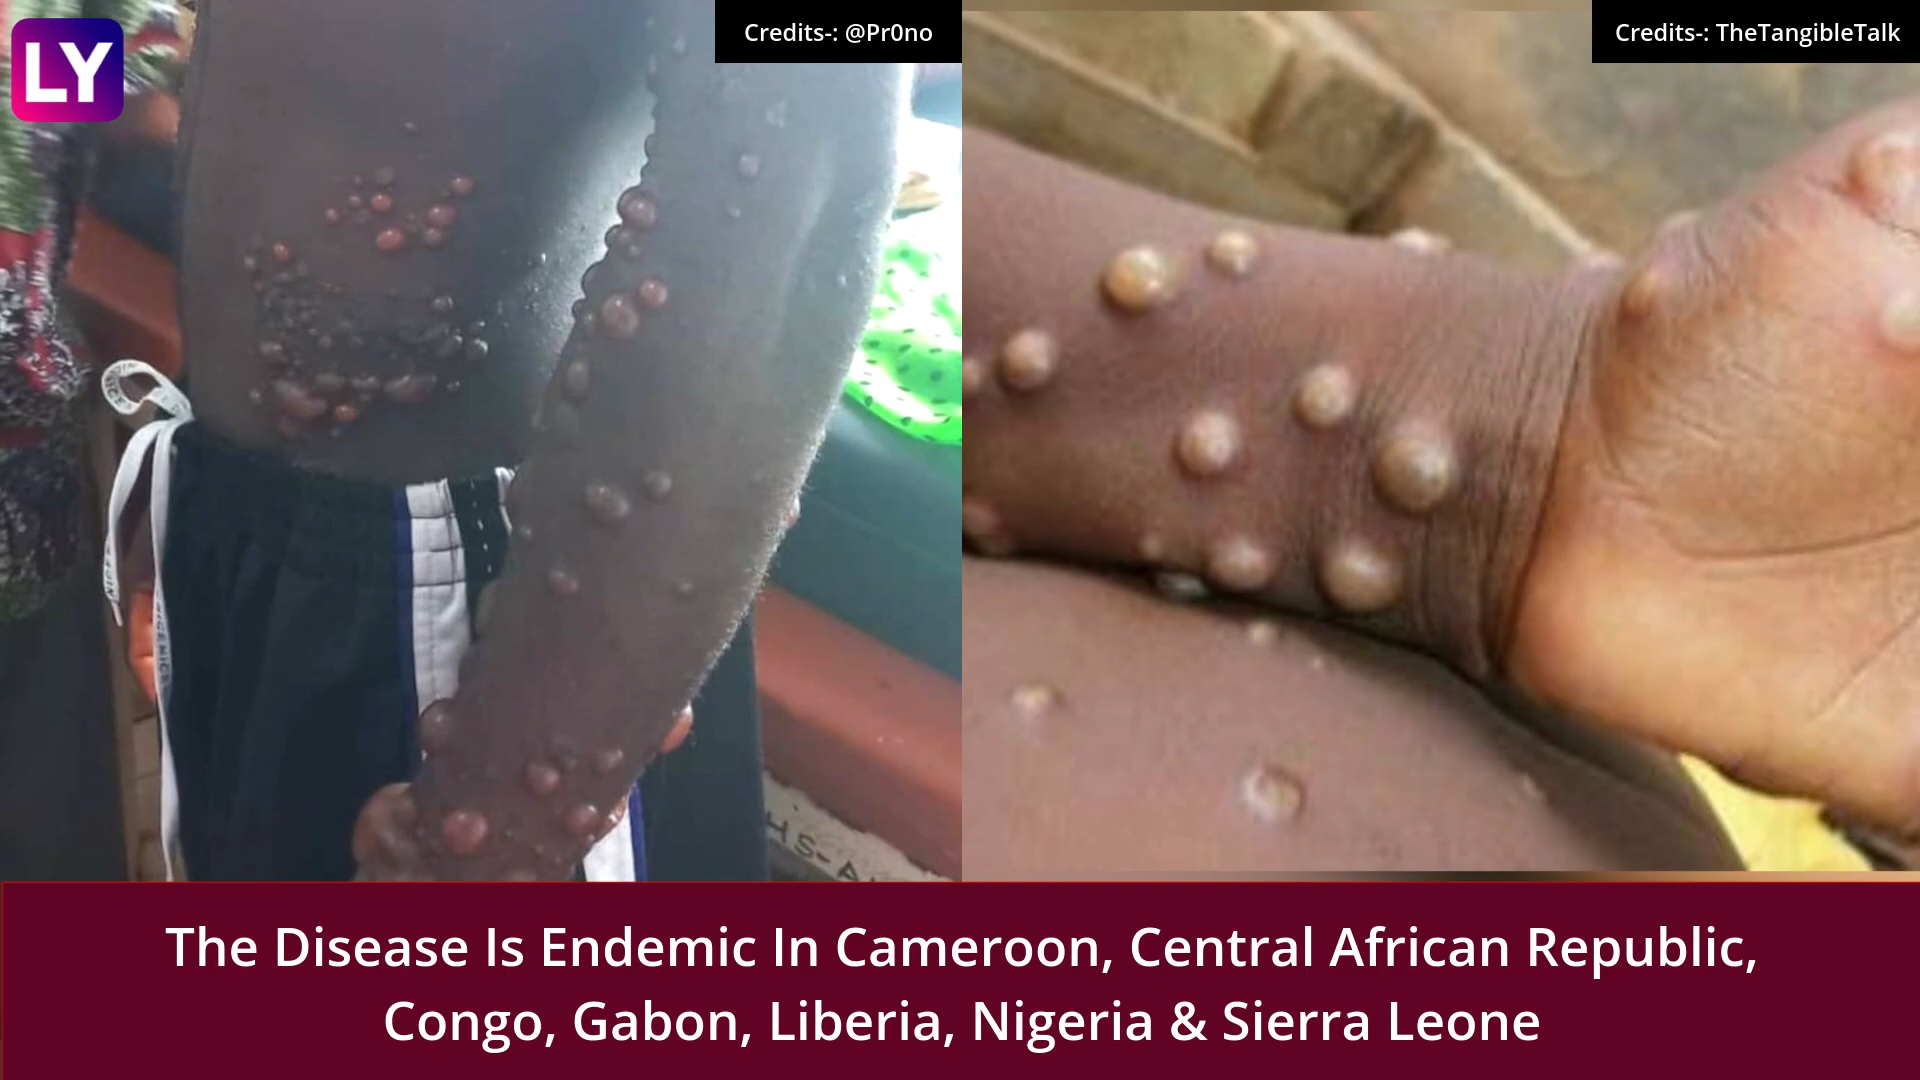 LY
Credits-: @Pr0no
Credits-: TheTangibleTalk
HS-A
The Disease Is Endemic In Cameroon, Central African Republic,
Congo, Gabon, Liberia, Nigeria & Sierra Leone